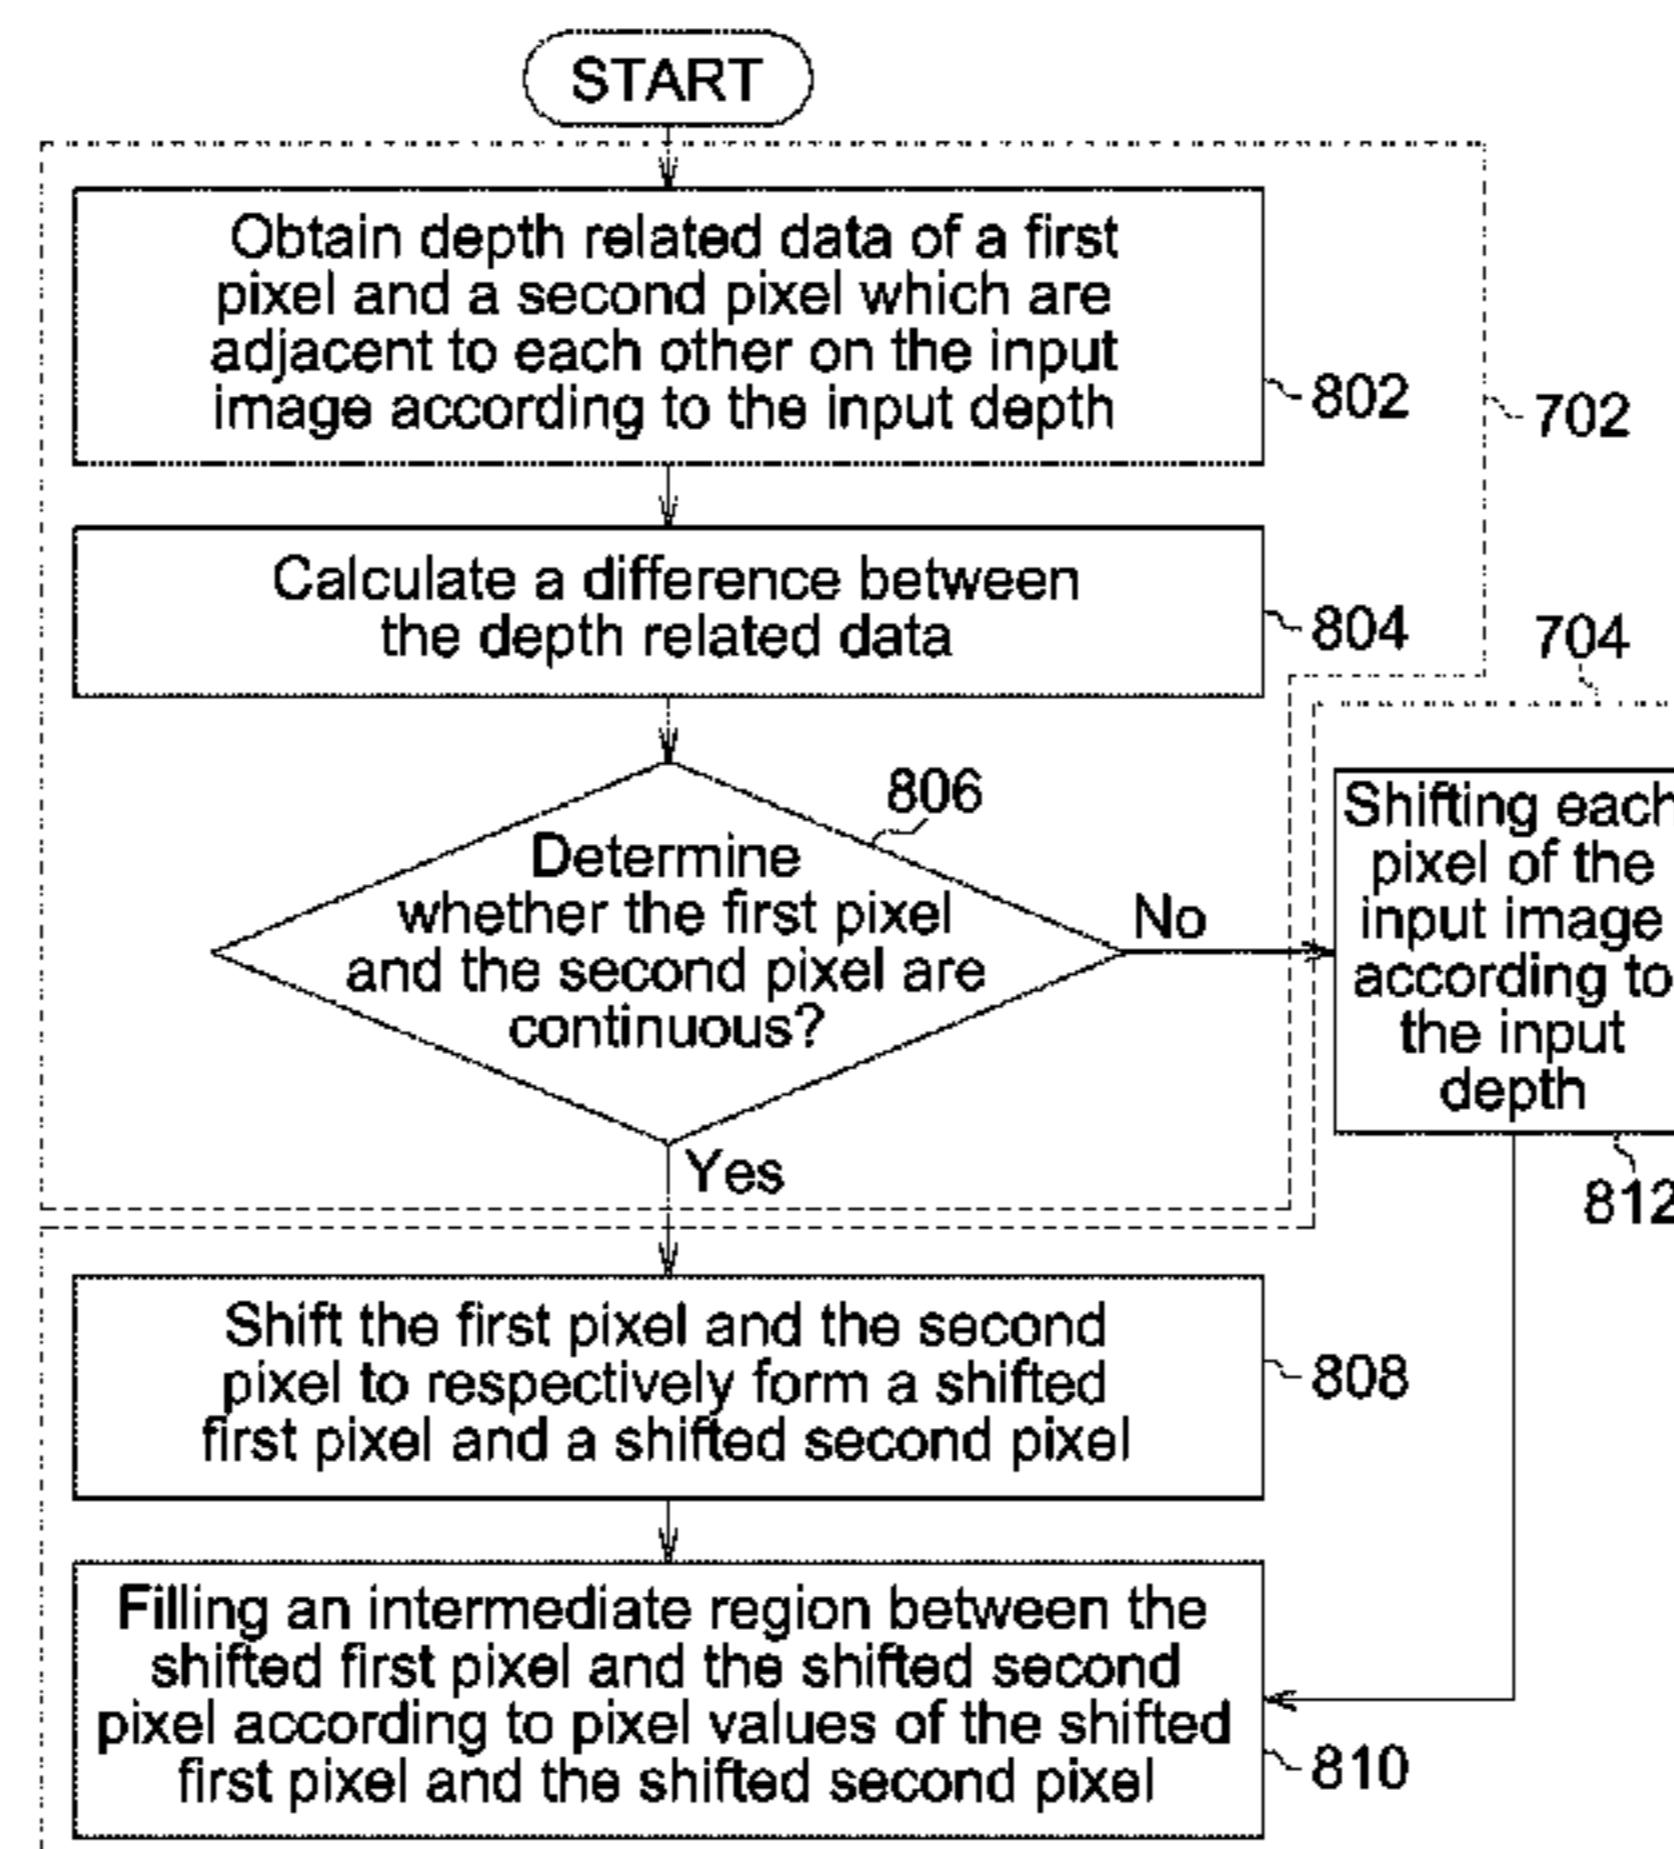 START
Obtain depth related data of a first
pixel and a second pixel which are
adjacent to each other on the input
image according to the input depth
802
702
Calculate a difference between
the depth related data
804
704
806
Determine
whether the first pixel
and the second pixel are
continuous?
No
Yes
Shifting each
pixel of the
input image
according to
the input
depth
812
Shift the first pixel and the second
pixel to respectively form a shifted
first pixel and a shifted second pixel
808
Filling an intermediate region between the
shifted first pixel and the shifted second
pixel according to pixel values of the shifted
first pixel and the shifted second pixel
810